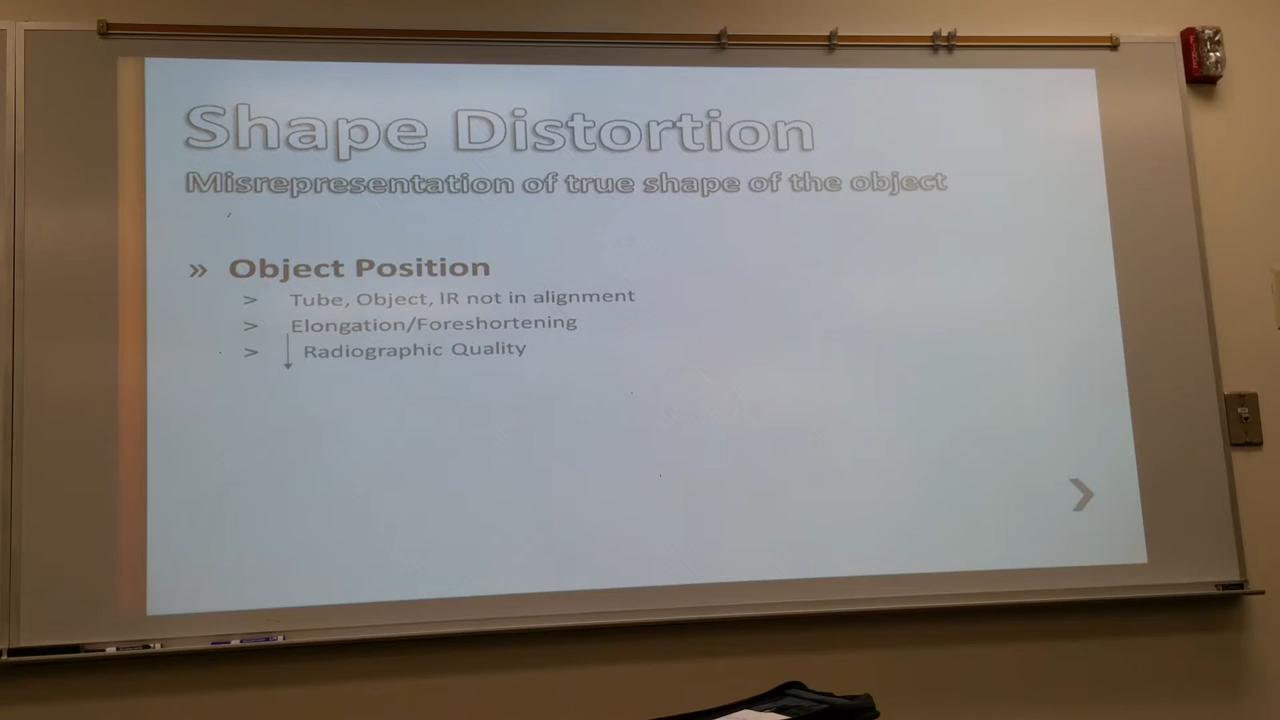 Shape Distortion
Misrepresentation of true shape of the object
» Object Position
> Tube, Object, IR not in alignment
> Elongation/Foreshortening
> ↓ Radiographic Quality